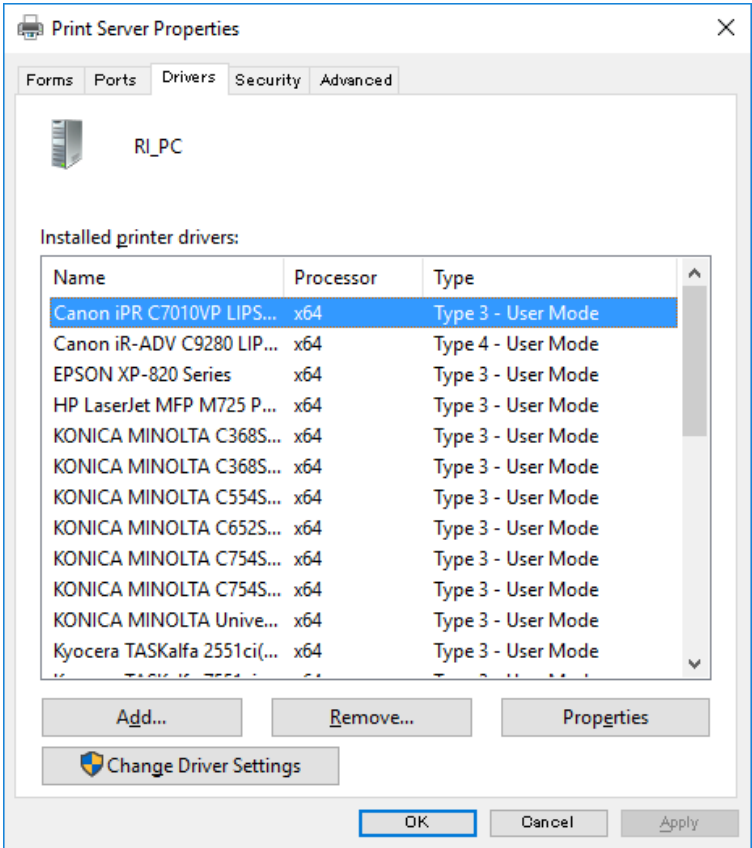 Print Server Properties
Forms Ports Drivers Security Advanced
RI_PC
Installed printer drivers:
Name Processor Type
Canon iPR C7010VP LIPS... x64 Type 3 - User Mode
Canon iR-ADV C9280 LIP... x64 Type 4 - User Mode
EPSON XP-820 Series x64 Type 3 - User Mode
HP LaserJet MFP M725 P... x64 Type 3 - User Mode
KONICA MINOLTA C368S... x64 Type 3 - User Mode
KONICA MINOLTA C368S... x64 Type 3 - User Mode
KONICA MINOLTA C554S... x64 Type 3 - User Mode
KONICA MINOLTA C652S... x64 Type 3 - User Mode
KONICA MINOLTA C754S... x64 Type 3 - User Mode
KONICA MINOLTA C754S... x64 Type 3 - User Mode
KONICA MINOLTA Unive... x64 Type 3 - User Mode
Kyocera TASKalfa 2551ci(... x64 Type 3 - User Mode
Add... Remove... Properties
Change Driver Settings
OK Cancel Apply